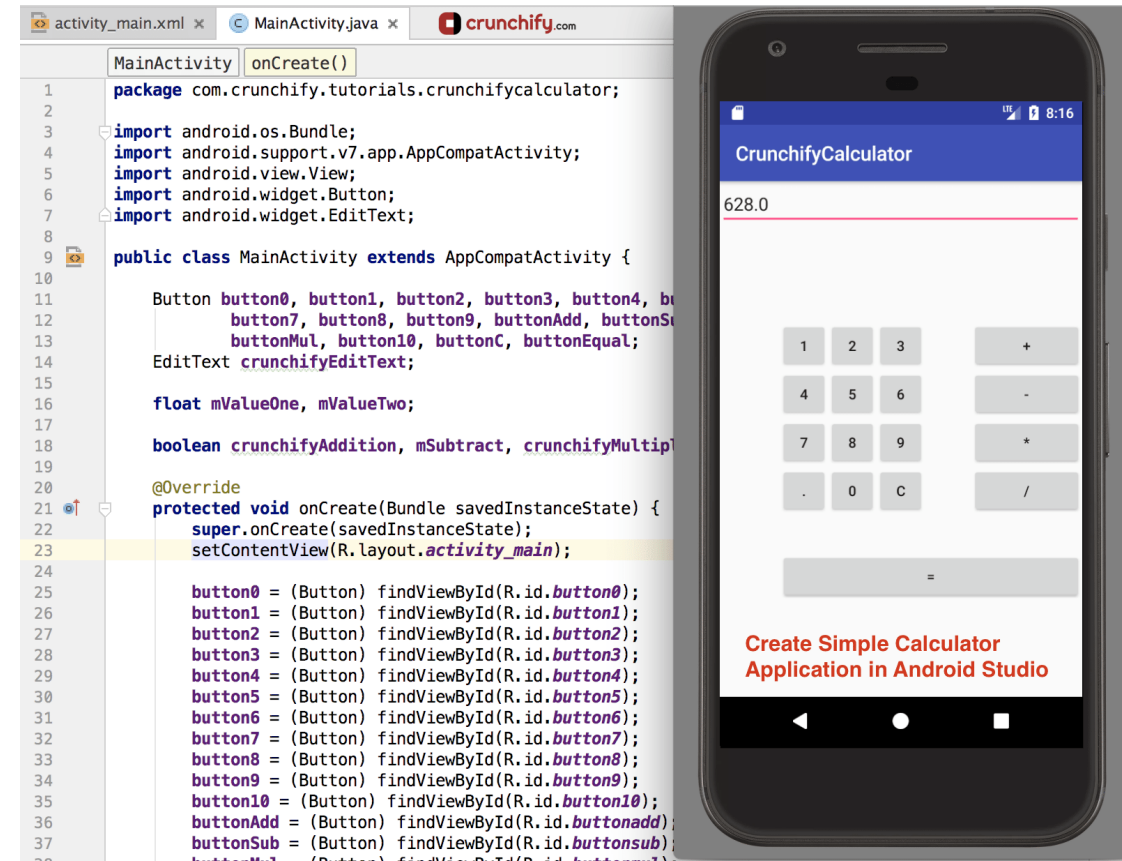 activity_main.xml × MainActivity.java × crunchify.com
MainActivity onCreate()
1 package com.crunchify.tutorials.crunchifycalculator;
2
3 import android.os.Bundle;
4 import android.support.v7.app.AppCompatActivity;
5 import android.view.View;
6 import android.widget.Button;
7 import android.widget.EditText;
8
9 public class MainActivity extends AppCompatActivity {
10
11 Button button0, button1, button2, button3, button4,
12 button7, button8, button9, buttonAdd,
13 buttonMul, button10, buttonC, buttonEqual;
14 EditText crunchifyEditText;
15
16 float mValueOne, mValueTwo;
17
18 boolean crunchifyAddition, mSubtract,
19
20 @Override
21 protected void onCreate(Bundle savedInstanceState) {
22 super.onCreate(savedInstanceState);
23 setContentView(R.layout.activity_main);
24
25 button0 = (Button) findViewById(R.id.button0);
26 button1 = (Button) findViewById(R.id.button1);
27 button2 = (Button) findViewById(R.id.button2);
28 button3 = (Button) findViewById(R.id.button3);
29 button4 = (Button) findViewById(R.id.button4);
30 button5 = (Button) findViewById(R.id.button5);
31 button6 = (Button) findViewById(R.id.button6);
32 button7 = (Button) findViewById(R.id.button7);
33 button8 = (Button) findViewById(R.id.button8);
34 button9 = (Button) findViewById(R.id.button9);
35 button10 = (Button) findViewById(R.id.button10);
36 buttonAdd = (Button) findViewById(R.id.buttonadd)
37 buttonSub = (Button) findViewById(R.id.buttonsub)
LTE 8:16
CrunchifyCalculator
628.0
1 2 3 +
4 5 6 -
7 8 9 *
. 0 C /
=
Create Simple Calculator
Application in Android Studio